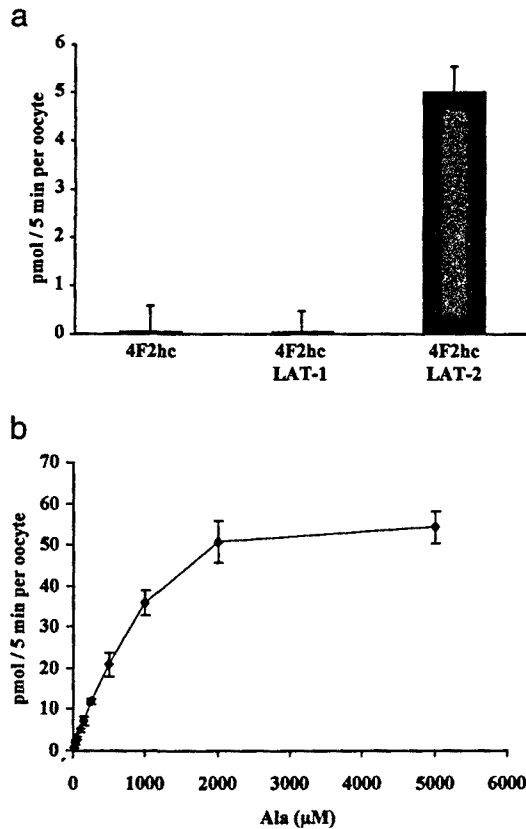 a
6
5
4
3
2
1
0
pmol / 5 min per oocyte
4F2hc
4F2hc
LAT-1
4F2hc
LAT-2
b
70
60
50
40
30
20
10
0
pmol / 5 min per oocyte
0 1000 2000 3000 4000 5000 6000
Ala (μM)